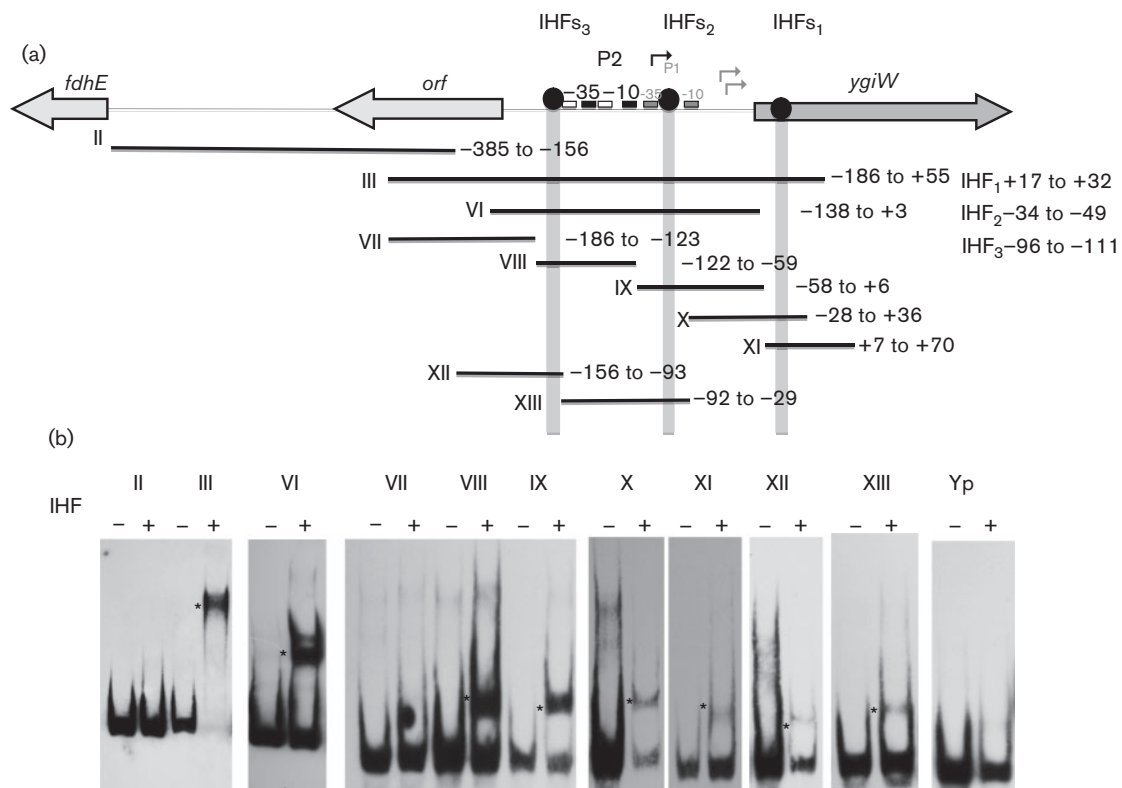 IHFs3 IHFs2 IHFs1
(a)
P2 P1
fdhE orf –35 –10 –35 –10 ygiW
II –385 to –156
III –186 to +55 IHF1+17 to +32
VI –138 to +3 IHF2–34 to –49
VII –186 to –123 IHF3–96 to –111
VIII –122 to –59
IX –58 to +6
X –28 to +36
XI +7 to +70
XII –156 to –93
XIII –92 to –29
(b)
II III VI VII VIII IX X XI XII XIII Yp
IHF
– + – + – + – + – + – + – + – + – + – + – +
* * * * * * * *  *